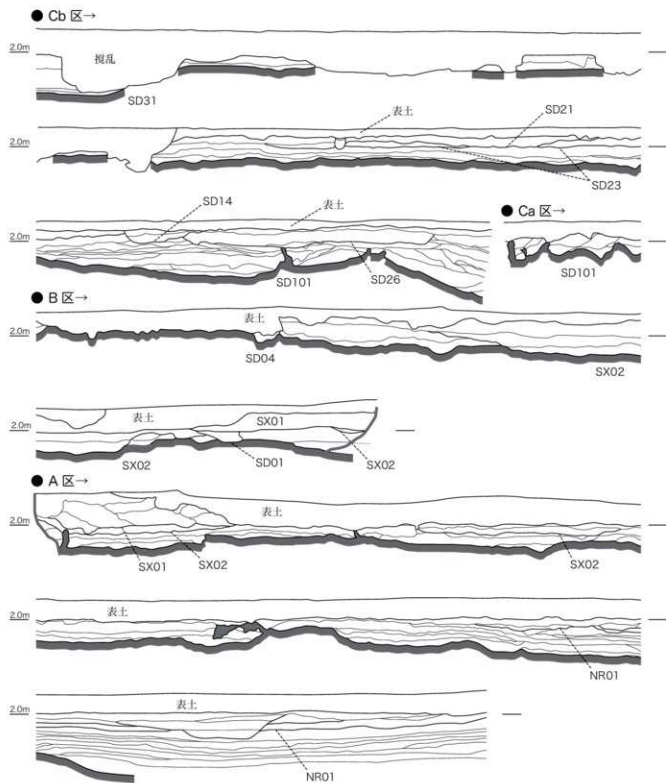 ● Cb 区→
2.0m
撹乱
SD31
表土
SD21
2.0m
SD23
SD14
表土
● Ca 区→
2.0m
SD101
SD26
SD101
● B 区→
表土
2.0m
SD04
SX02
表土
SX01
2.0m
SX02
SD01
SX02
● A 区→
表土
2.0m
SX01
SX02
SX02
表土
2.0m
NR01
表土
2.0m
NR01